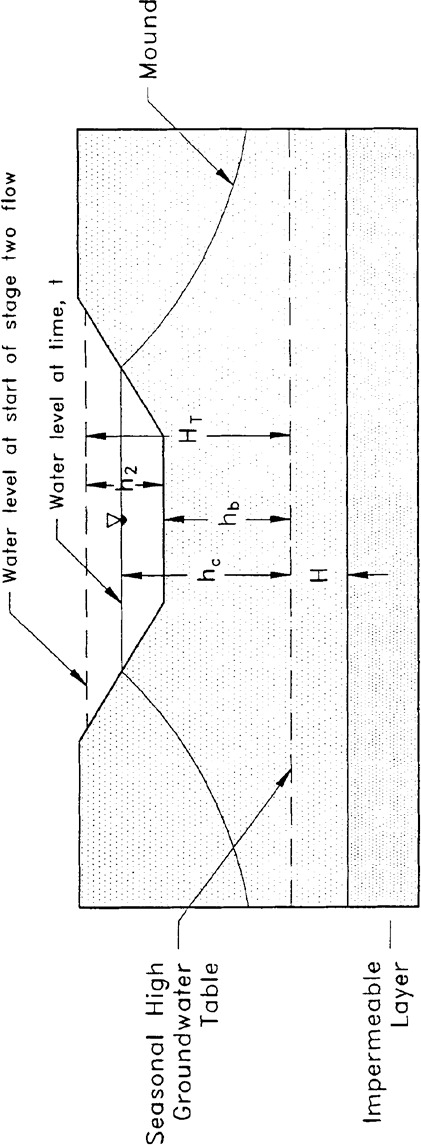 Water level at start of stage two flow
Water level at time, t
Mound
h₂
H_T
h_b
h_c
H
Seasonal High
Groundwater
Table
Impermeable
Layer